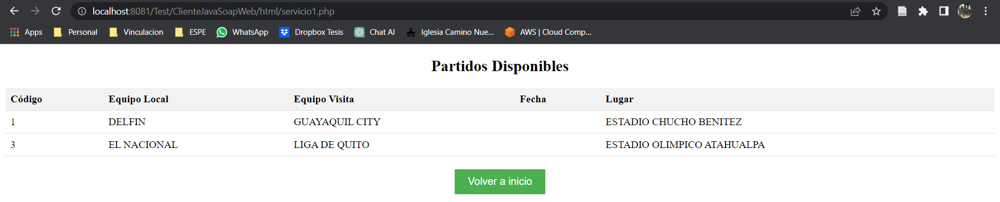 localhost:8081/Test/ClienteJavaSoapWeb/html/servicio1.php
Apps Personal Vinculacion ESPE WhatsApp Dropbox Tesis Chat AI Iglesia Camino Nue... AWS | Cloud Comp...
Partidos Disponibles
Código Equipo Local Equipo Visita Fecha Lugar
1 DELFIN GUAYAQUIL CITY ESTADIO CHUCHO BENITEZ
3 EL NACIONAL LIGA DE QUITO ESTADIO OLIMPICO ATAHUALPA
Volver a inicio